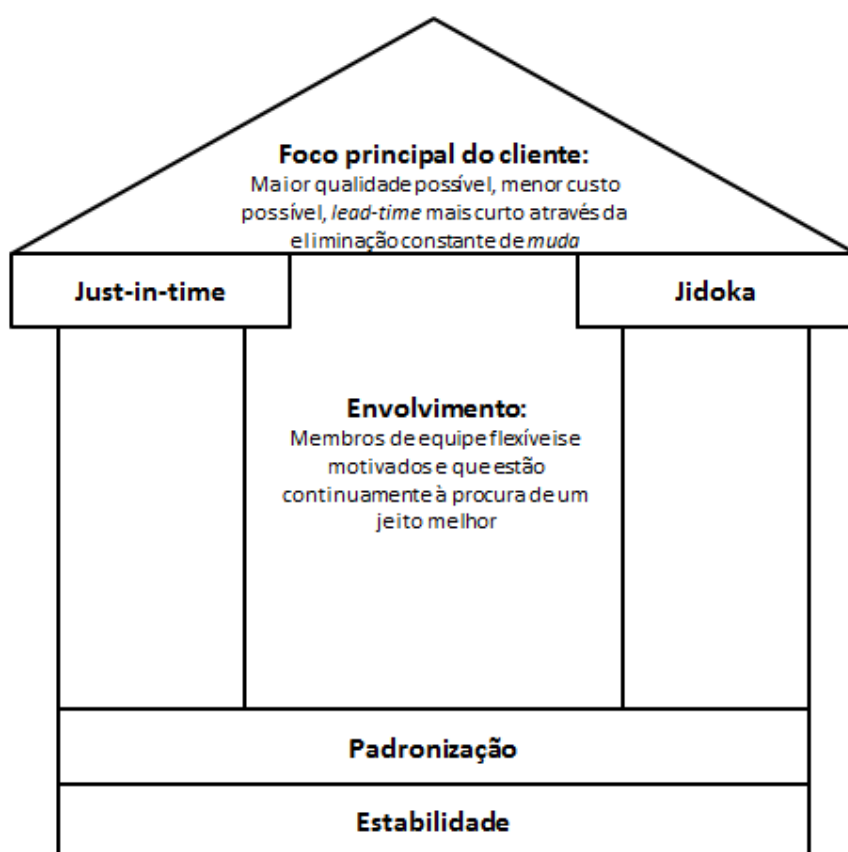 Foco principal do cliente:
Maior qualidade possível, menor custo
possível, lead-time mais curto através da
eliminação constante de muda
Just-in-time
Jidoka
Envolvimento:
Membros de equipe flexíveis e
motivados e que estão
continuamente à procura de um
jeito melhor
Padronização
Estabilidade